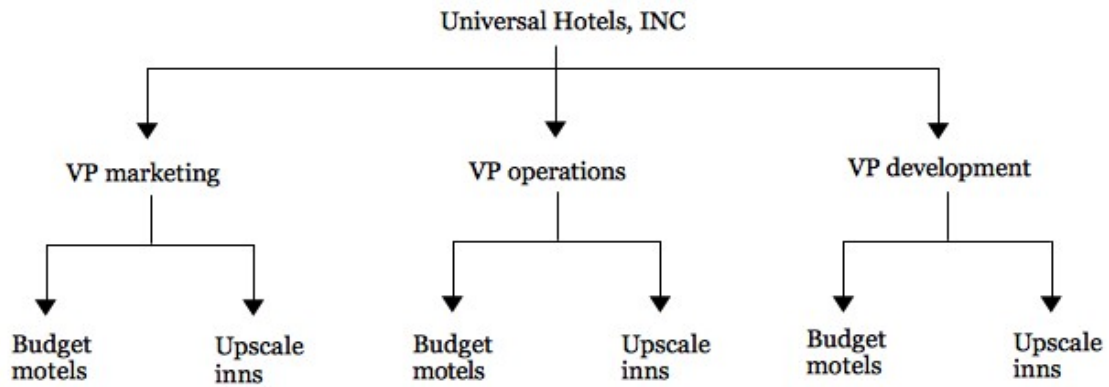 Universal Hotels, INC
VP marketing
VP operations
VP development
Budget
motels
Upscale
inns
Budget
motels
Upscale
inns
Budget
motels
Upscale
inns